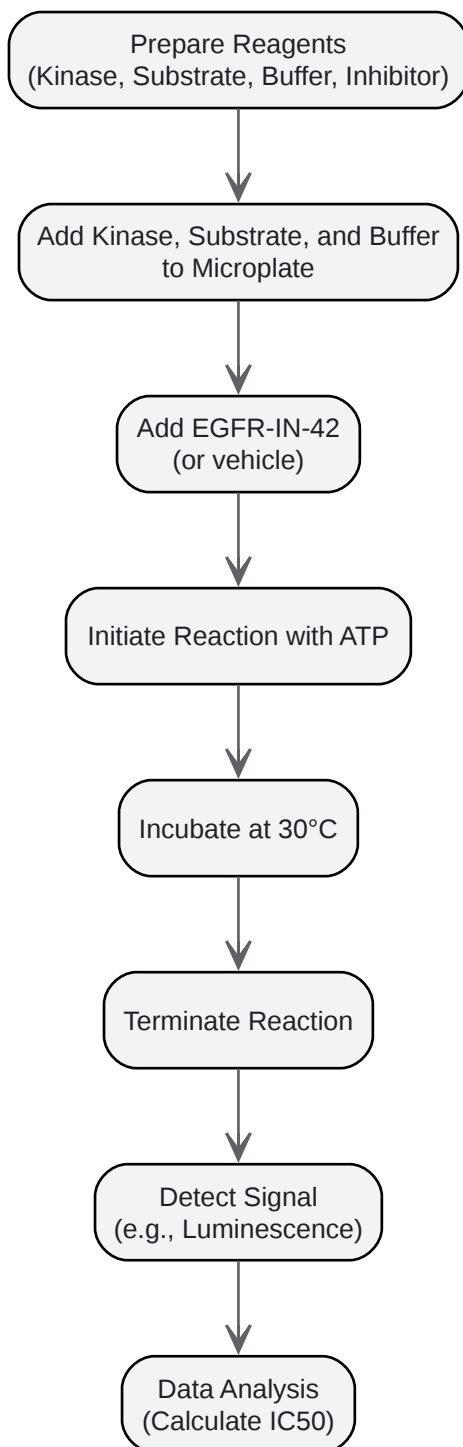 Prepare Reagents
(Kinase, Substrate, Buffer, Inhibitor)
Add Kinase, Substrate, and Buffer
to Microplate
Add EGFR-IN-42
(or vehicle)
Initiate Reaction with ATP
Incubate at 30°C
Terminate Reaction
Detect Signal
(e.g., Luminescence)
Data Analysis
(Calculate IC50)